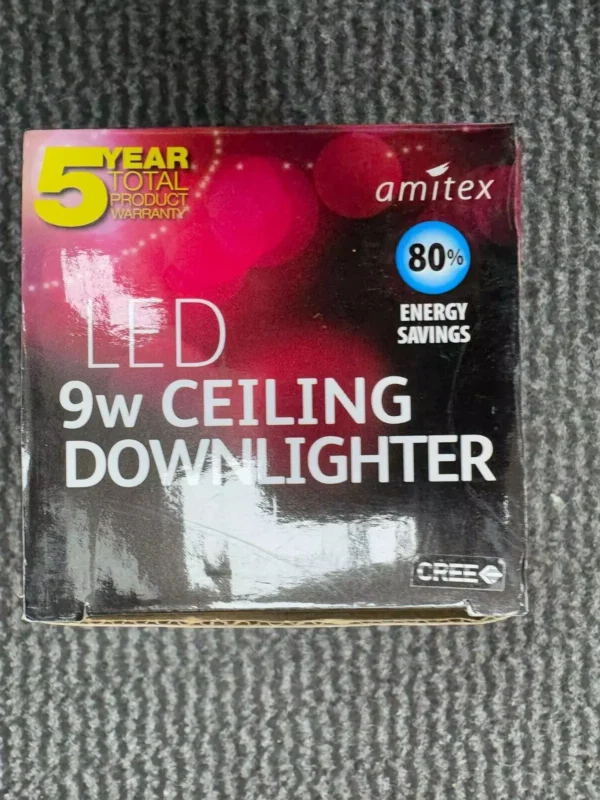 5 YEAR
TOTAL
PRODUCT
WARRANTY
amitex
80%
ENERGY
SAVINGS
LED
9w CEILING
DOWNLIGHTER
CREE